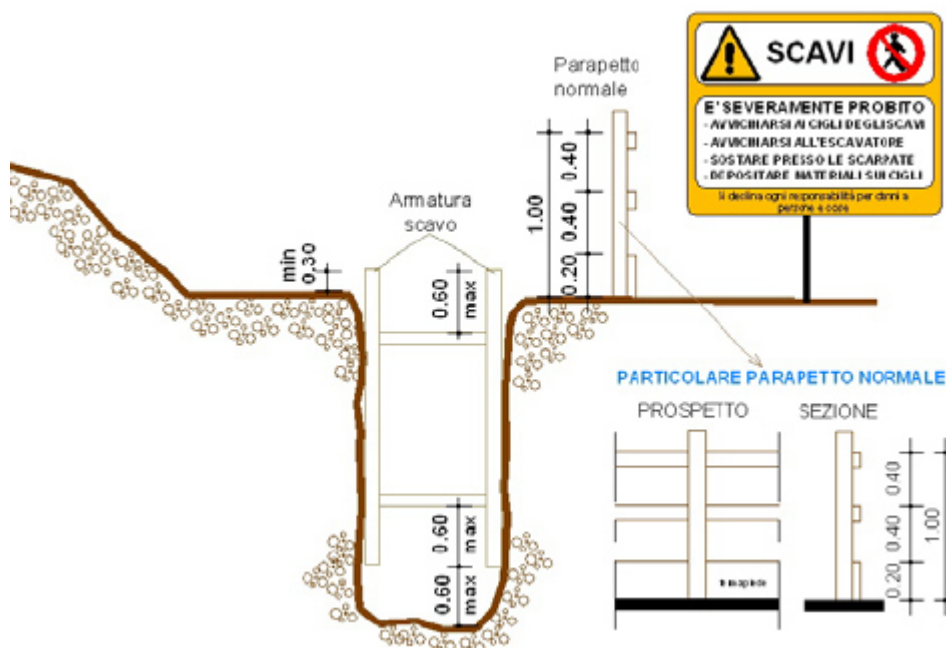 SCAVI
E' SEVERAMENTE PROBITO
- AVVICINARSI AI CIGLI DEGLI SCAVI
- AVVICINARSI ALL'ESCAVATORE
- SOSTARE PRESSO LE SCARPATE
- DEPOSITARE MATERIALI SUI CIGLI
Si declina ogni responsabilità per danni a
persone e cose
Parapetto
normale
0.40
0.40
0.20
1.00
Armatura
scavo
min
0.30
0.60
max
0.60
max
0.60
max
PARTICOLARE PARAPETTO NORMALE
PROSPETTO
SEZIONE
0.40
0.40
0.20
1.00